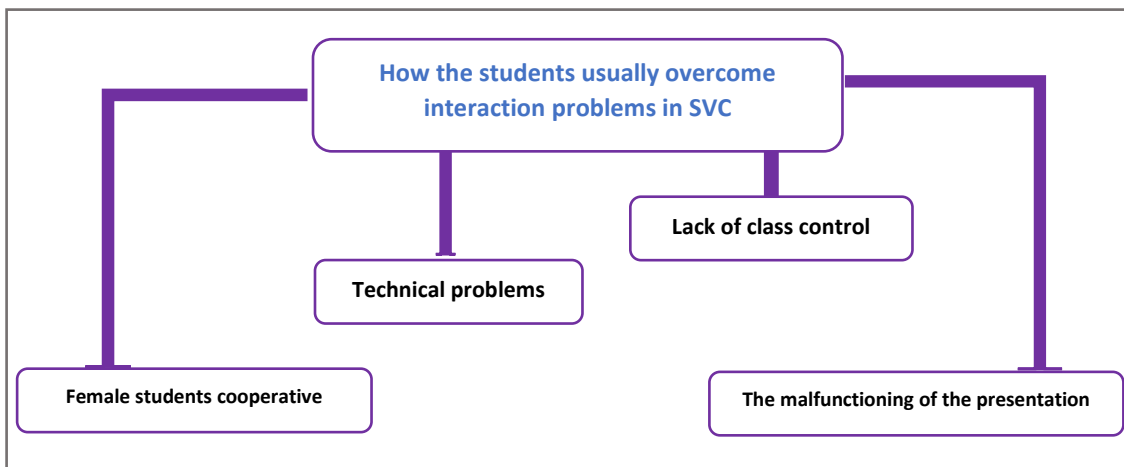 How the students usually overcome
interaction problems in SVC
Lack of class control
Technical problems
Female students cooperative
The malfunctioning of the presentation